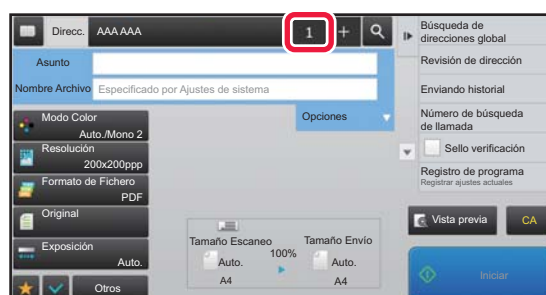 Direcc. AAA AAA 1 +
Asunto
Nombre Archivo Especificado por Ajustes de sistema
Modo Color
Auto./Mono 2
Resolución
200x200ppp
Formato de Fichero
PDF
Original
Exposición
Auto.
Otros
Opciones
Tamaño Escaneo 100% Tamaño Envío
Auto. Auto.
A4 A4
Búsqueda de
direcciones global
Revisión de dirección
Enviando historial
Número de búsqueda
de llamada
Sello verificación
Registro de programa
Registrar ajustes actuales
Vista previa CA
Iniciar